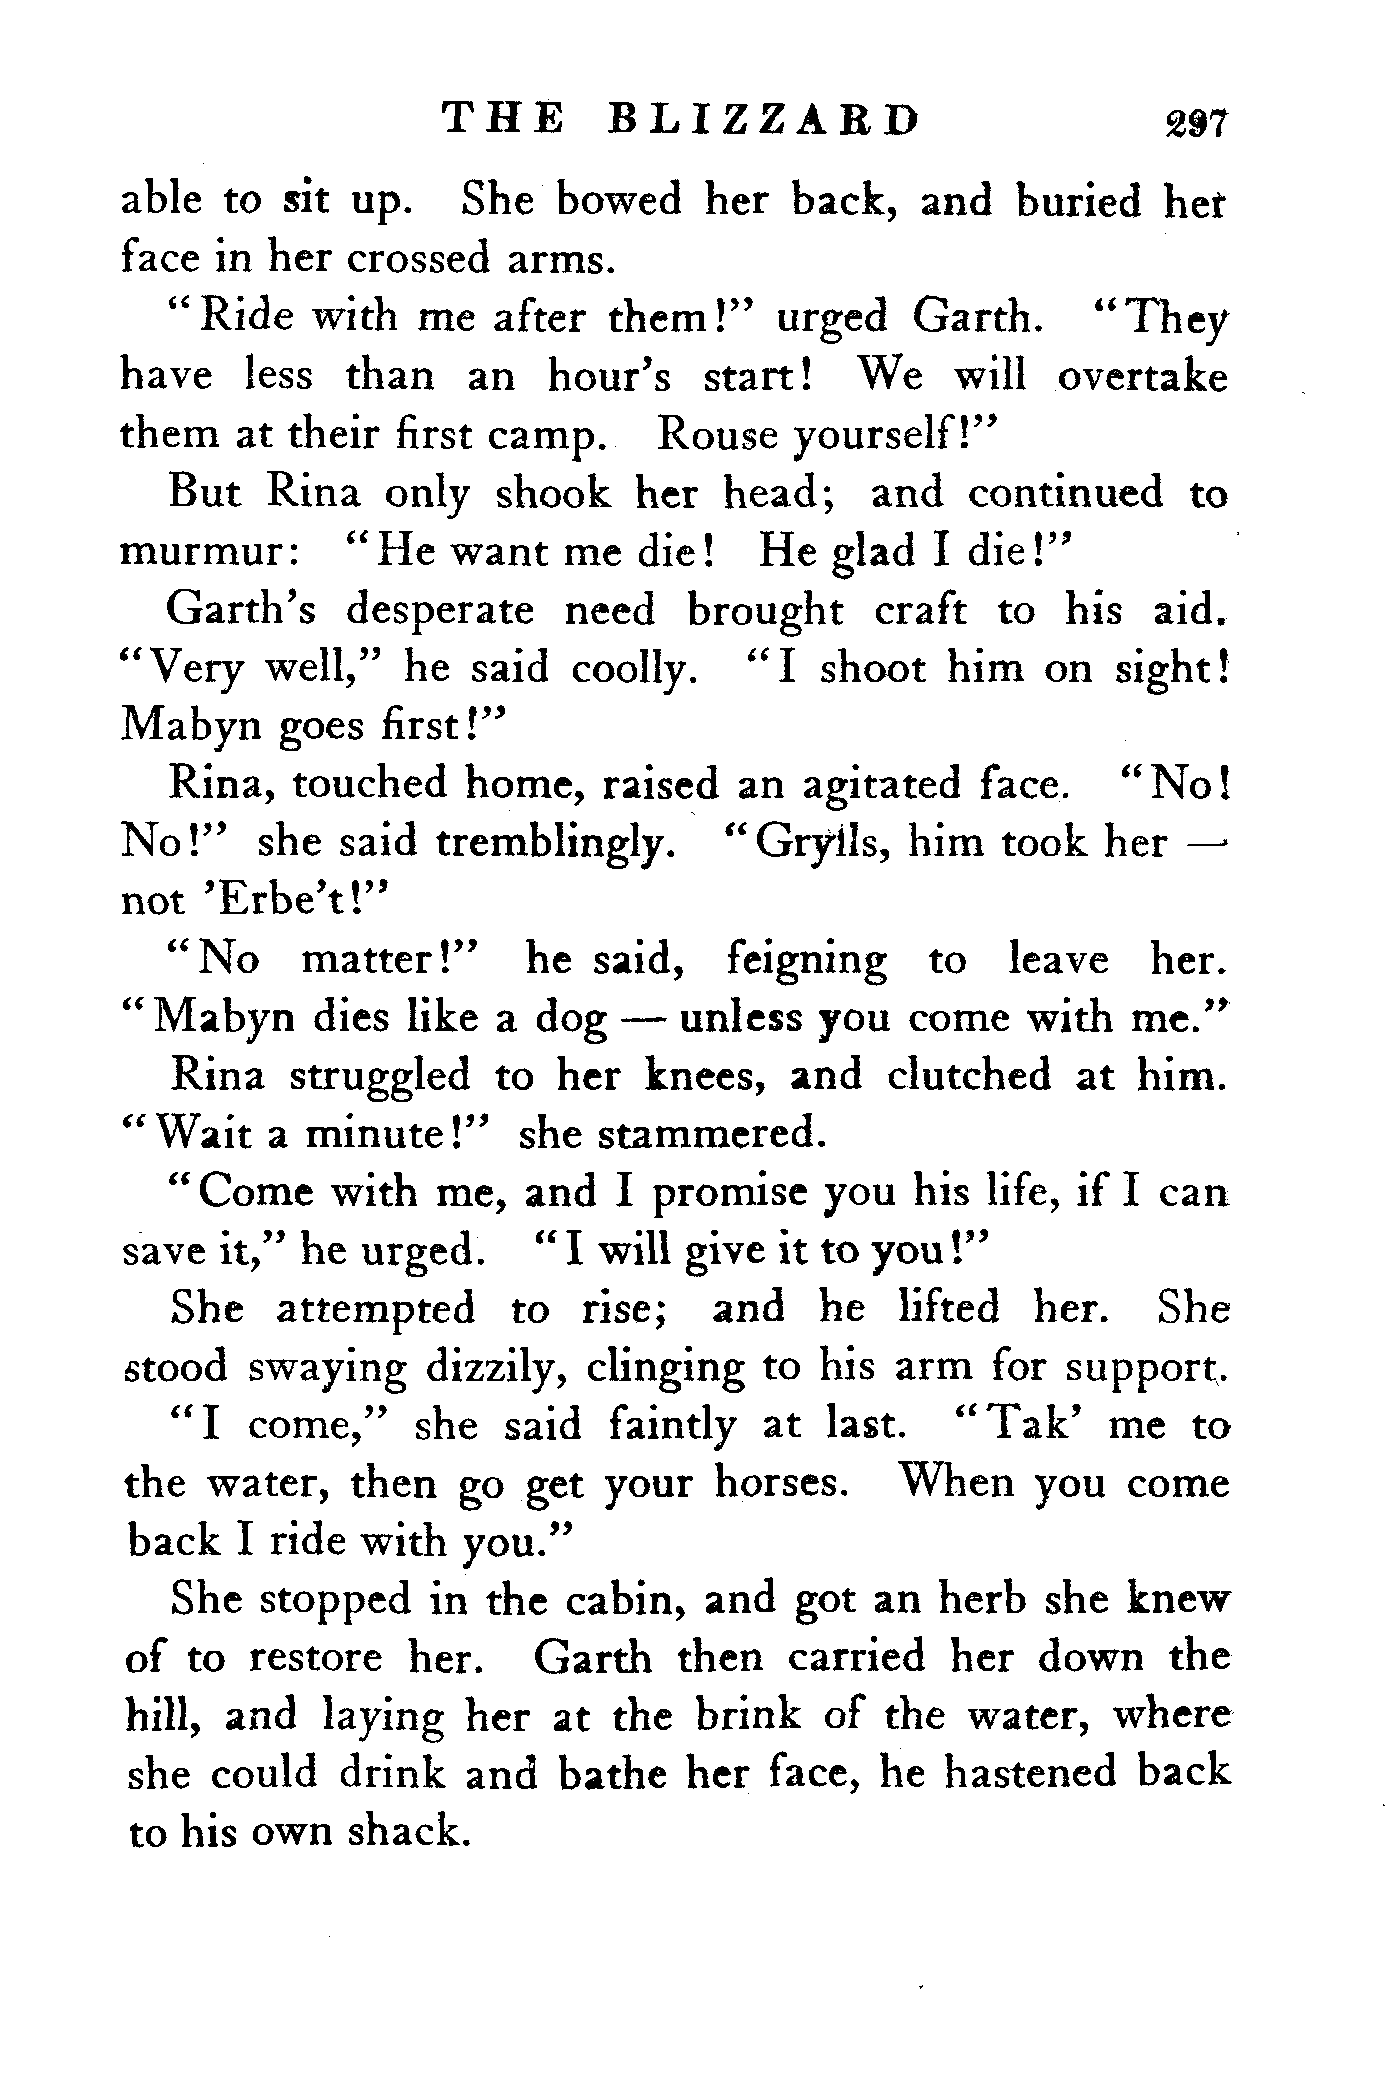 THE BLIZZARD 297
able to sit up. She bowed her back, and buried her
face in her crossed arms.
“Ride with me after them!” urged Garth. “They
have less than an hour’s start! We will overtake
them at their first camp. Rouse yourself!”
But Rina only shook her head; and continued to
murmur: “He want me die! He glad I die!”
Garth’s desperate need brought craft to his aid.
“Very well,” he said coolly. “I shoot him on sight!
Mabyn goes first!”
Rina, touched home, raised an agitated face. “No!
No!” she said tremblingly. “Grylls, him took her —
not ’Erbe’t!”
“No matter!” he said, feigning to leave her.
“Mabyn dies like a dog — unless you come with me.”
Rina struggled to her knees, and clutched at him.
“Wait a minute!” she stammered.
“Come with me, and I promise you his life, if I can
save it,” he urged. “I will give it to you!”
She attempted to rise; and he lifted her. She
stood swaying dizzily, clinging to his arm for support.
“I come,” she said faintly at last. “Tak’ me to
the water, then go get your horses. When you come
back I ride with you.”
She stopped in the cabin, and got an herb she knew
of to restore her. Garth then carried her down the
hill, and laying her at the brink of the water, where
she could drink and bathe her face, he hastened back
to his own shack.